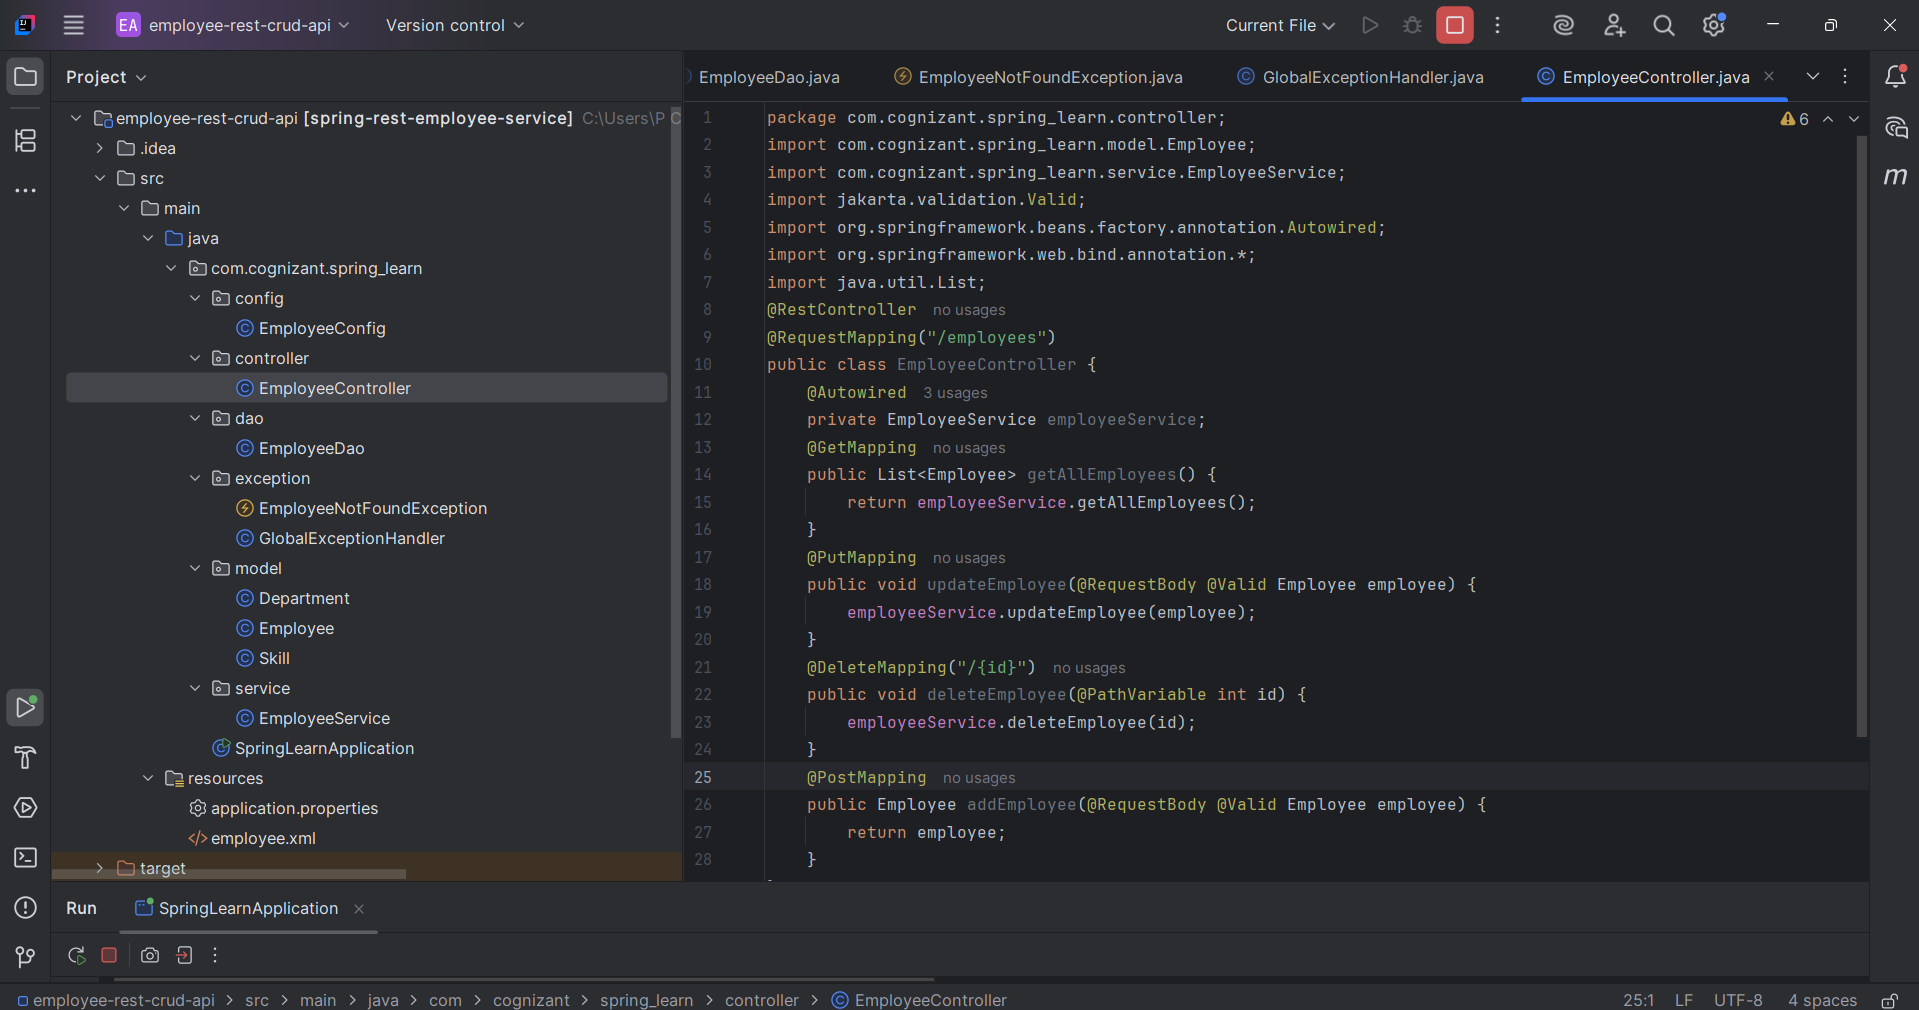 EA employee-rest-crud-api Version control Current File
Project
EmployeeDao.java EmployeeNotFoundException.java GlobalExceptionHandler.java EmployeeController.java
employee-rest-crud-api [spring-rest-employee-service] C:\Users\P C
.idea
src
main
java
com.cognizant.spring_learn
config
EmployeeConfig
controller
EmployeeController
dao
EmployeeDao
exception
EmployeeNotFoundException
GlobalExceptionHandler
model
Department
Employee
Skill
service
EmployeeService
SpringLearnApplication
resources
application.properties
employee.xml
target
6
1 package com.cognizant.spring_learn.controller;
2 import com.cognizant.spring_learn.model.Employee;
3 import com.cognizant.spring_learn.service.EmployeeService;
4 import jakarta.validation.Valid;
5 import org.springframework.beans.factory.annotation.Autowired;
6 import org.springframework.web.bind.annotation.*;
7 import java.util.List;
8 @RestController no usages
9 @RequestMapping("/employees")
10 public class EmployeeController {
11 @Autowired 3 usages
12 private EmployeeService employeeService;
13 @GetMapping no usages
14 public List<Employee> getAllEmployees() {
15 return employeeService.getAllEmployees();
16 }
17 @PutMapping no usages
18 public void updateEmployee(@RequestBody @Valid Employee employee) {
19 employeeService.updateEmployee(employee);
20 }
21 @DeleteMapping("/{id}") no usages
22 public void deleteEmployee(@PathVariable int id) {
23 employeeService.deleteEmployee(id);
24 }
25 @PostMapping no usages
26 public Employee addEmployee(@RequestBody @Valid Employee employee) {
27 return employee;
28 }
m
Run SpringLearnApplication
employee-rest-crud-api > src > main > java > com > cognizant > spring_learn > controller > EmployeeController 25:1 LF UTF-8 4 spaces